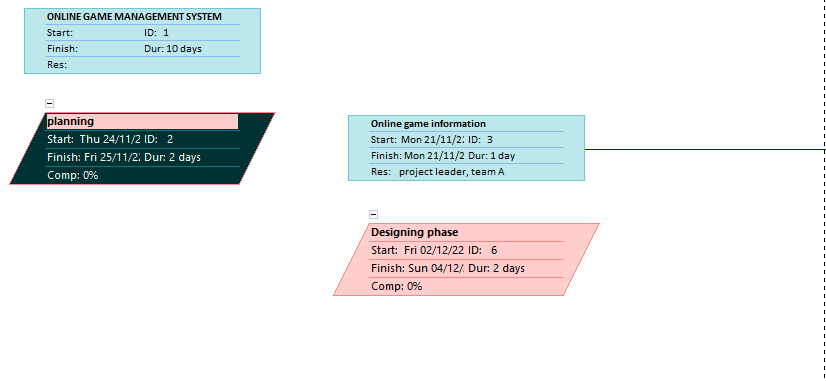 ONLINE GAME MANAGEMENT SYSTEM
Start: ID: 1
Finish: Dur: 10 days
Res:
planning
Start: Thu 24/11/2 ID: 2
Finish: Fri 25/11/2 Dur: 2 days
Comp: 0%
Online game information
Start: Mon 21/11/2 ID: 3
Finish: Mon 21/11/2 Dur: 1 day
Res: project leader, team A
Designing phase
Start: Fri 02/12/22 ID: 6
Finish: Sun 04/12/ Dur: 2 days
Comp: 0%